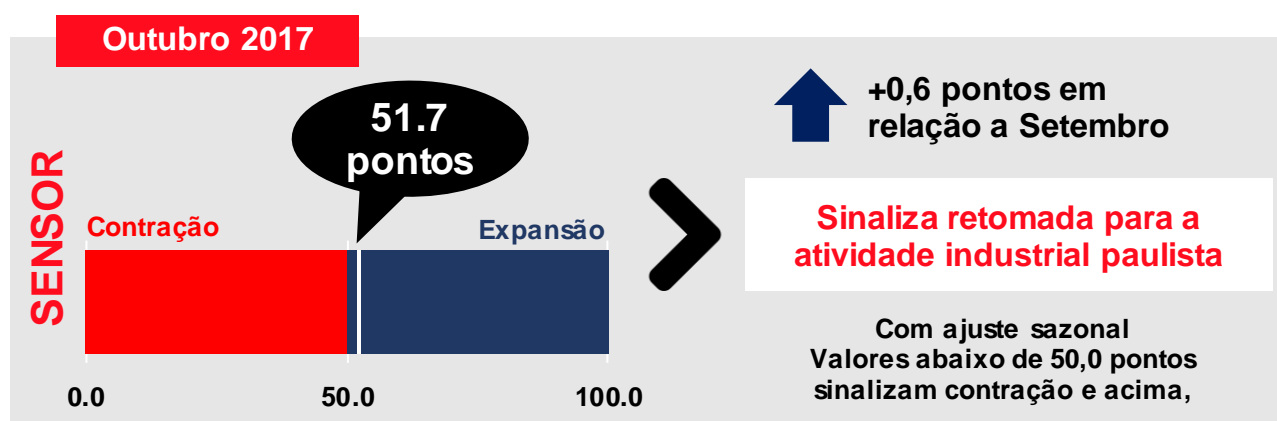 Outubro 2017
51.7
pontos
SENSOR
Contração
Expansão
0.0
50.0
100.0
+0,6 pontos em
relação a Setembro
Sinaliza retomada para a
atividade industrial paulista
Com ajuste sazonal
Valores abaixo de 50,0 pontos
sinalizam contração e acima,